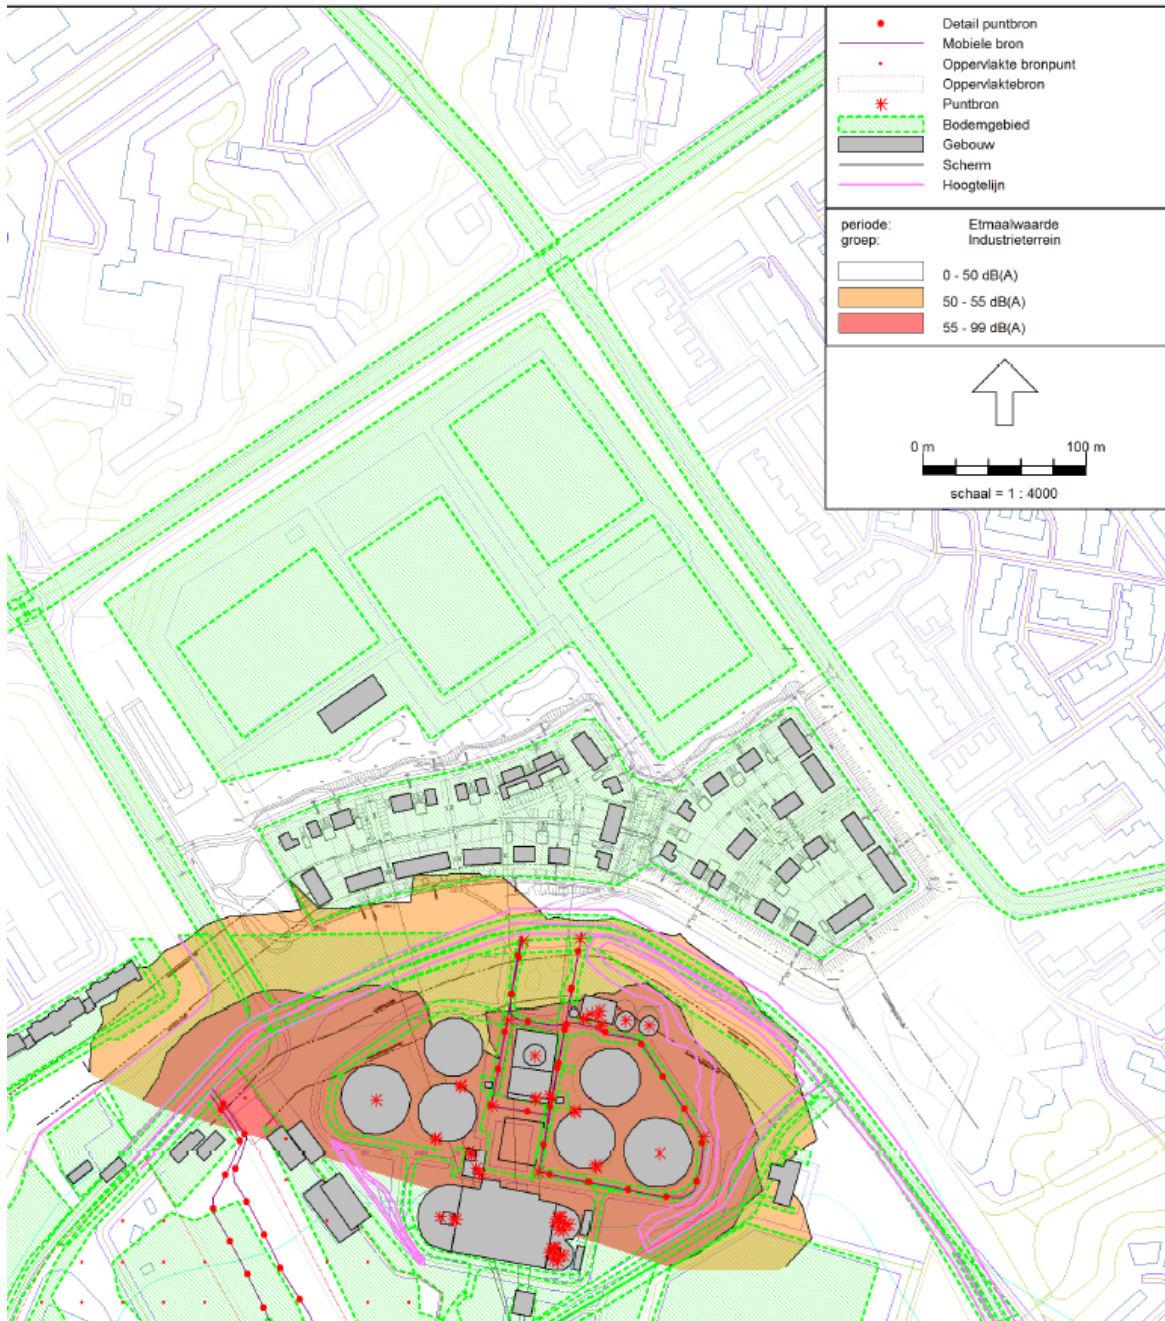 Detail puntbron
Mobiele bron
Oppervlakte bronpunt
Oppervlaktebron
Puntbron
Bodemgebied
Gebouw
Scherm
Hoogtelijn
periode: Etmaalwaarde
groep: Industrieterrein
0 - 50 dB(A)
50 - 55 dB(A)
55 - 99 dB(A)
0 m 100 m
schaal = 1 : 4000